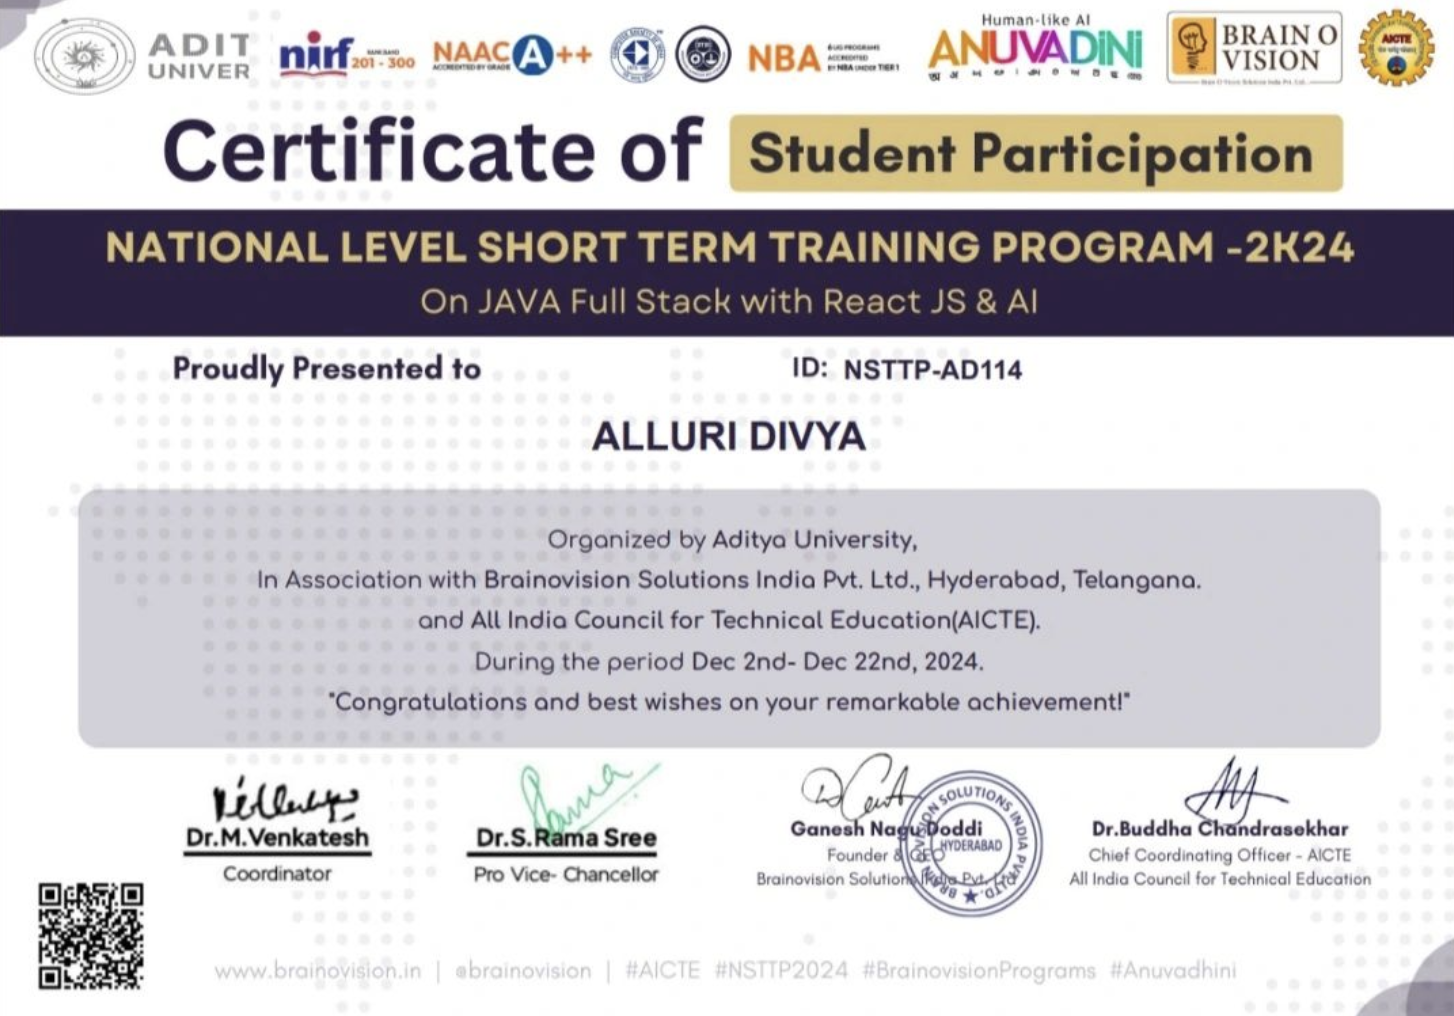 ADIT
UNIVER
nirf RANK BAND 201 - 300
NAAC A++
ACCREDITED BY GRADE
NBA 6 UG PROGRAMS ACCREDITED BY NBA UNDER TIER 1
Human-like AI
ANUVADiNi
BRAIN O
VISION
AICTE
Certificate of Student Participation
NATIONAL LEVEL SHORT TERM TRAINING PROGRAM -2K24
On JAVA Full Stack with React JS & AI
Proudly Presented to
ID: NSTTP-AD114
ALLURI DIVYA
Organized by Aditya University,
In Association with Brainovision Solutions India Pvt. Ltd., Hyderabad, Telangana.
and All India Council for Technical Education(AICTE).
During the period Dec 2nd- Dec 22nd, 2024.
"Congratulations and best wishes on your remarkable achievement!"
Dr.M.Venkatesh
Coordinator
Rama
Dr.S.Rama Sree
Pro Vice- Chancellor
Ganesh Nagu Doddi
Founder & CEO
Brainovision Solutions India Pvt. Ltd
BRAINOVISION SOLUTIONS INDIA PVT. LTD.
HYDERABAD
Dr.Buddha Chandrasekhar
Chief Coordinating Officer - AICTE
All India Council for Technical Education
www.brainovision.in | @brainovision | #AICTE #NSTTP2024 #BrainovisionPrograms #Anuvadhini